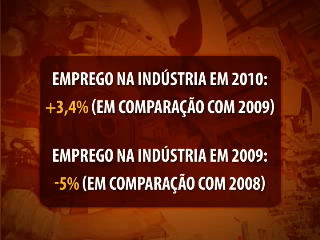 EMPREGO NA INDÚSTRIA EM 2010:
+3,4% (EM COMPARAÇÃO COM 2009)
EMPREGO NA INDÚSTRIA EM 2009:
-5% (EM COMPARAÇÃO COM 2008)